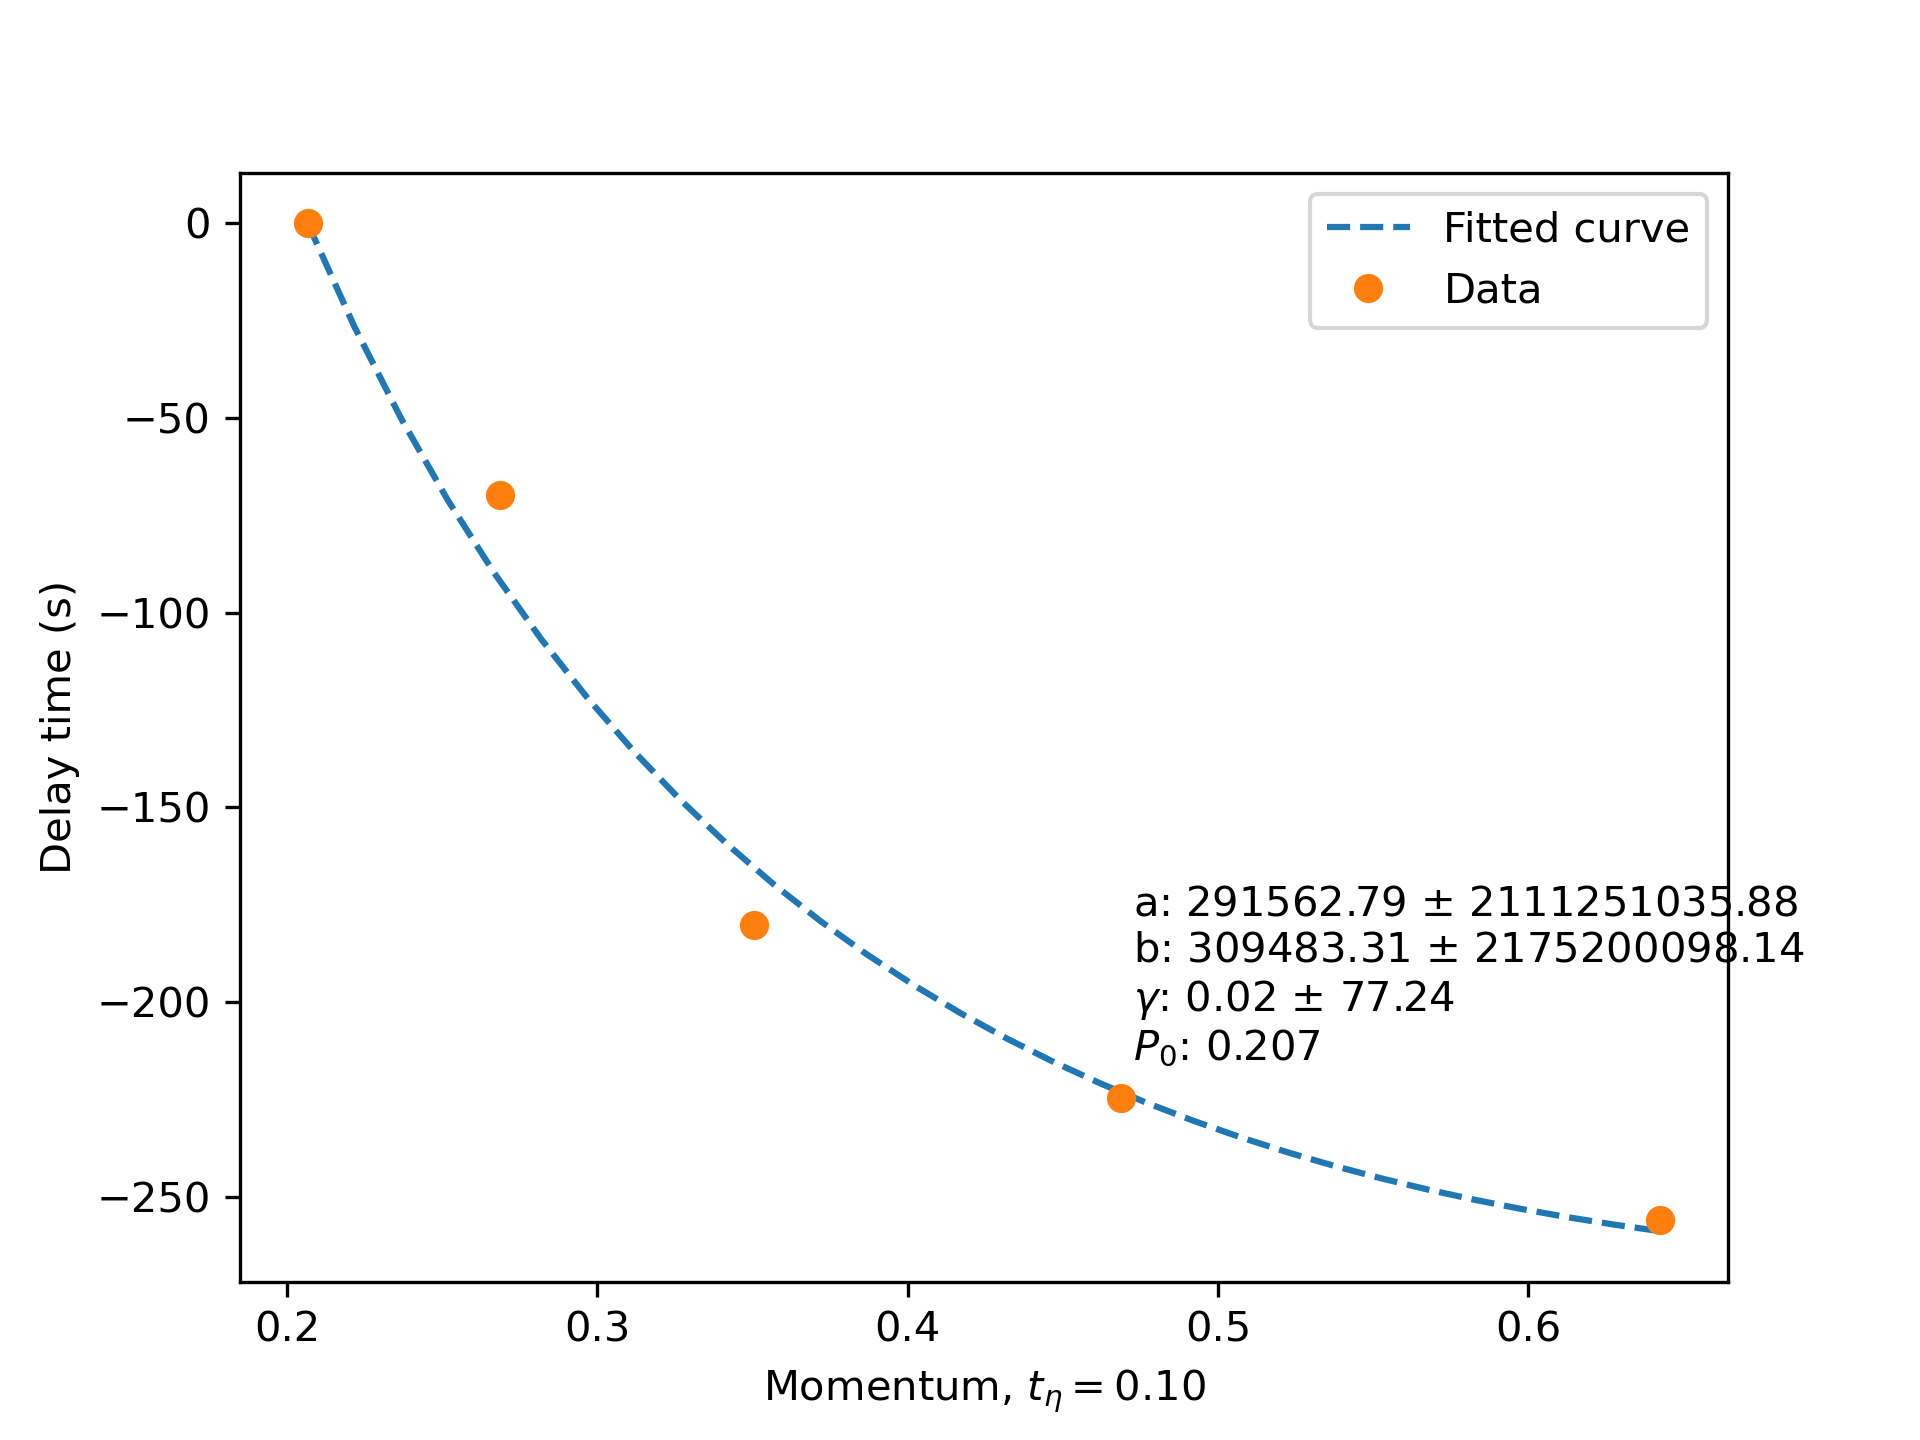 Fitted curve
Data
0
−50
−100
−150
−200
−250
Delay time (s)
a: 291562.79 ± 2111251035.88
b: 309483.31 ± 2175200098.14
γ: 0.02 ± 77.24
P₀: 0.207
0.2 0.3 0.4 0.5 0.6
Momentum, tη = 0.10